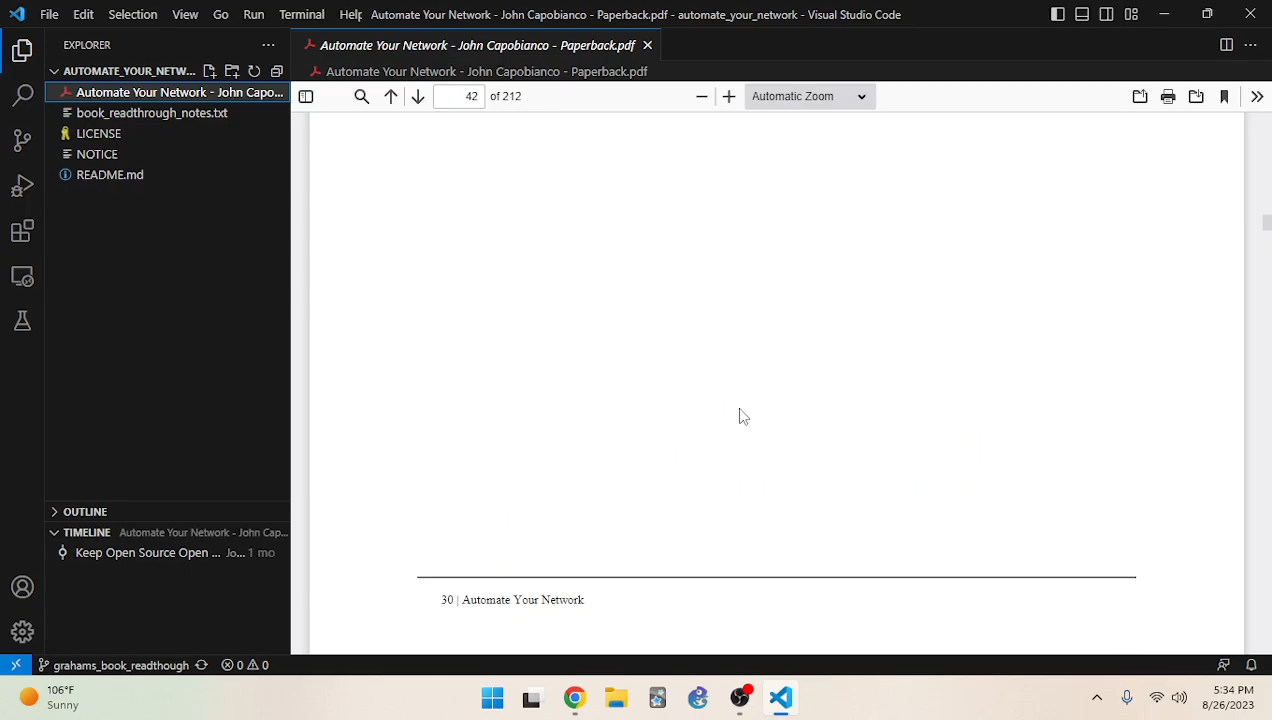 File Edit Selection View Go Run Terminal Help Automate Your Network - John Capobianco - Paperback.pdf - automate_your_network - Visual Studio Code
EXPLORER
Automate Your Network - John Capobianco - Paperback.pdf
AUTOMATE_YOUR_NETW...
Automate Your Network - John Capobianco - Paperback.pdf
Automate Your Network - John Capo...
42 of 212
Automatic Zoom
book_readthrough_notes.txt
LICENSE
NOTICE
README.md
OUTLINE
TIMELINE Automate Your Network - John Cap...
Keep Open Source Open ... Jo... 1 mo
30 | Automate Your Network
grahams_book_readthough 0 0
106°F
Sunny
5:34 PM
8/26/2023